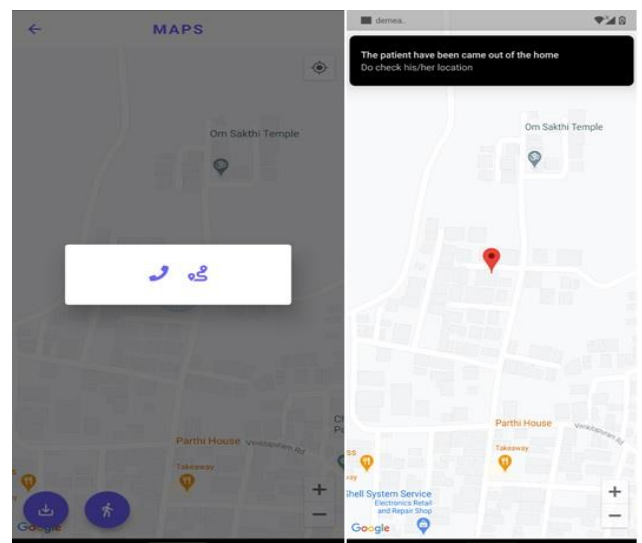 MAPS
Om Sakthi Temple
Parthi House
Venkitapuram Rd
Takeaway
Google
demea..
The patient have been came out of the home
Do check his/her location
Om Sakthi Temple
Parthi House
Takeaway
Shell System Service
Electronics Retail
and Repair Shop
Google